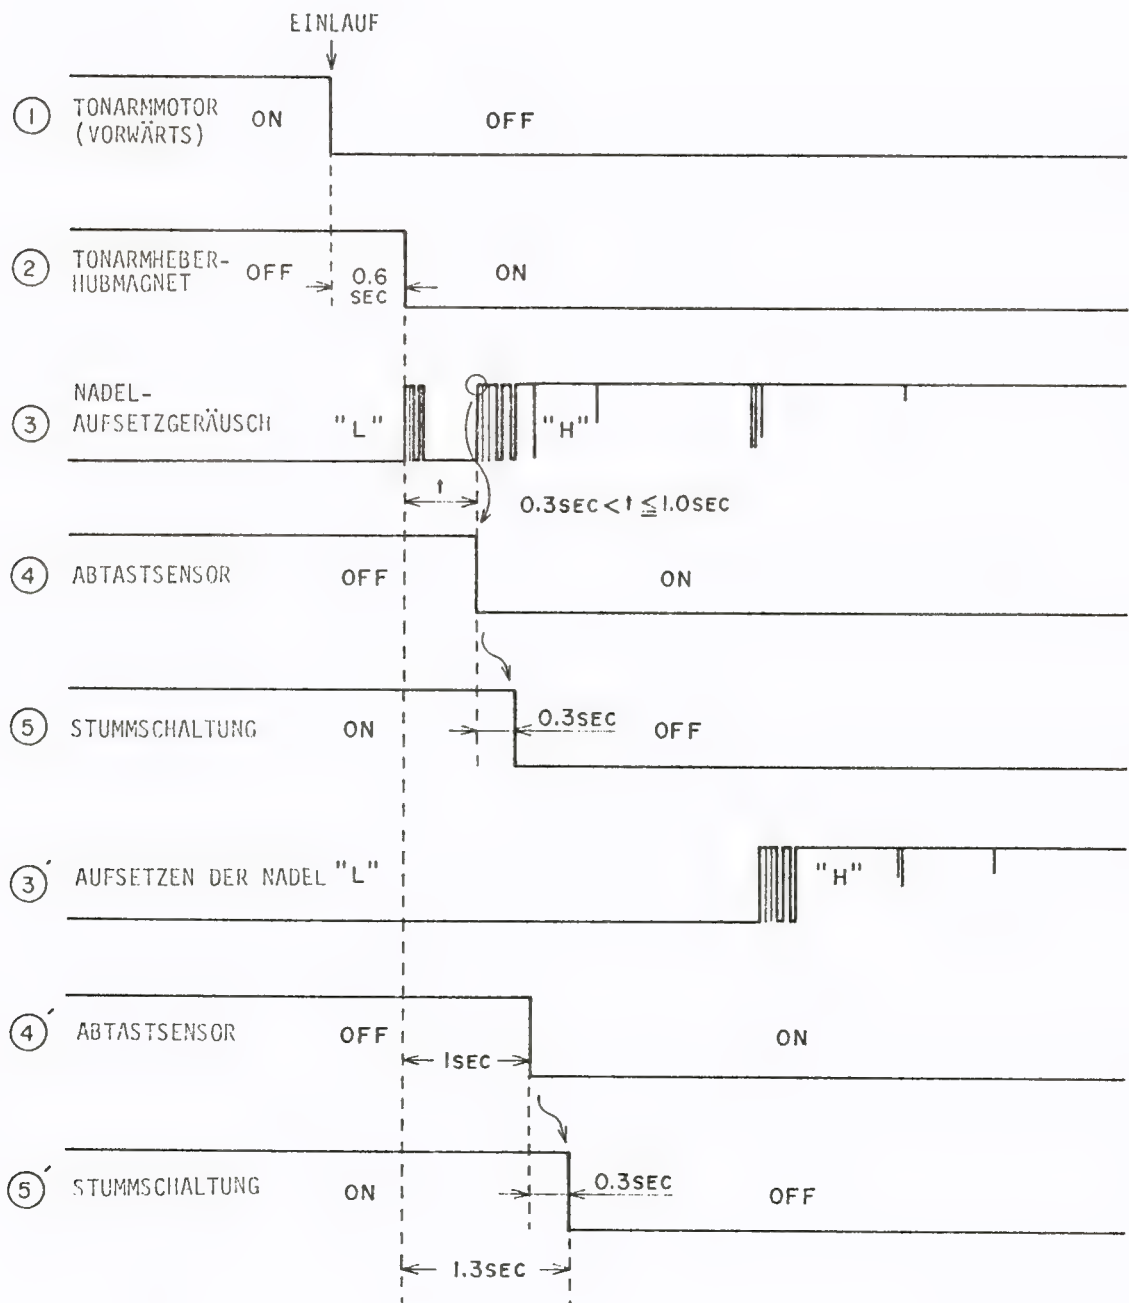 EINLAUF
① TONARMMOTOR
(VORWÄRTS) ON OFF
② TONARMHEBER-
HUBMAGNET OFF ON
0.6
SEC
③ NADEL-
AUFSETZGERÄUSCH "L" "H"
t 0.3SEC < t ≦ 1.0SEC
④ ABTASTSENSOR OFF ON
⑤ STUMMSCHALTUNG ON 0.3SEC OFF
③' AUFSETZEN DER NADEL "L" "H"
④' ABTASTSENSOR OFF ON
1SEC
⑤' STUMMSCHALTUNG ON 0.3SEC OFF
1.3SEC